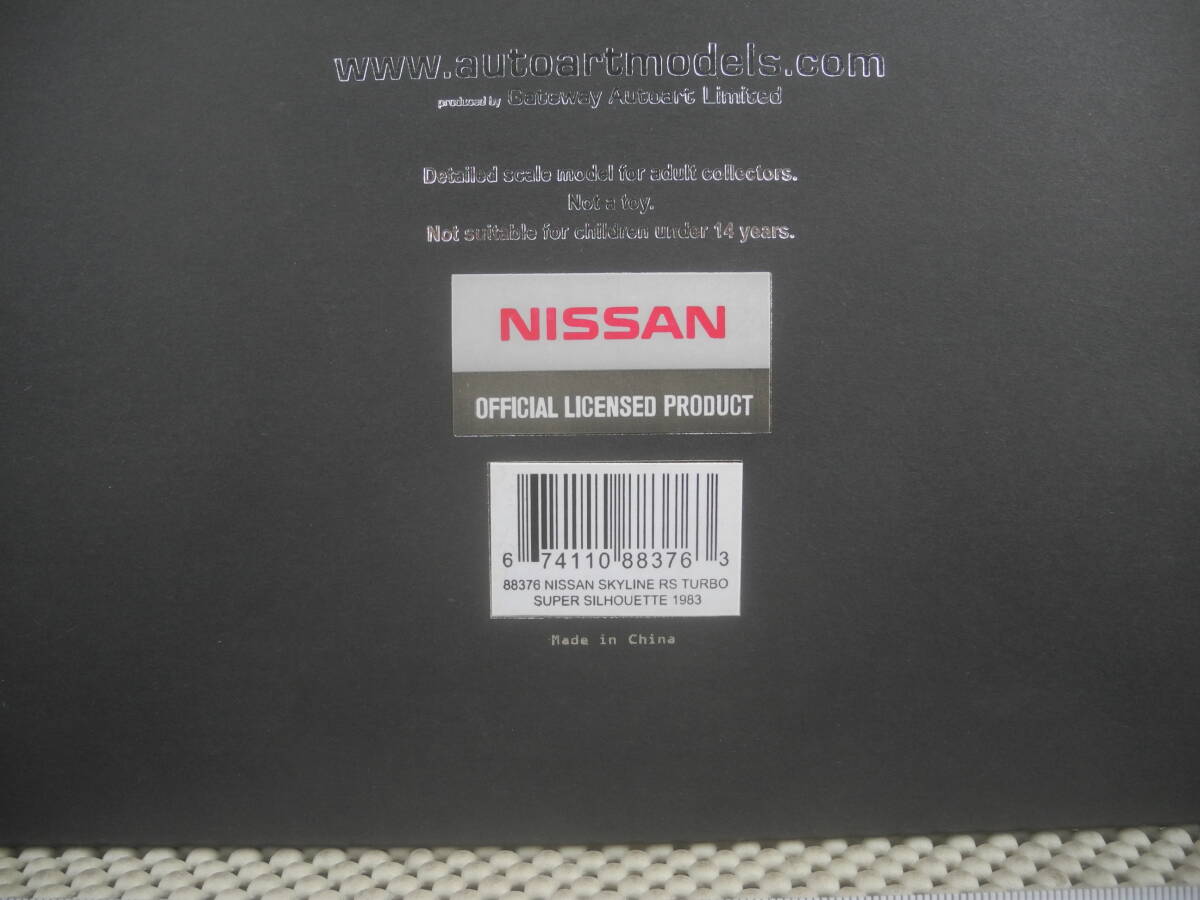 www.autoartmodels.com
produced by Gateway Autoart Limited
Detailed scale model for adult collectors.
Not a toy.
Not suitable for children under 14 years.
NISSAN
OFFICIAL LICENSED PRODUCT
6 74110 88376 3
88376 NISSAN SKYLINE RS TURBO
SUPER SILHOUETTE 1983
Made in China